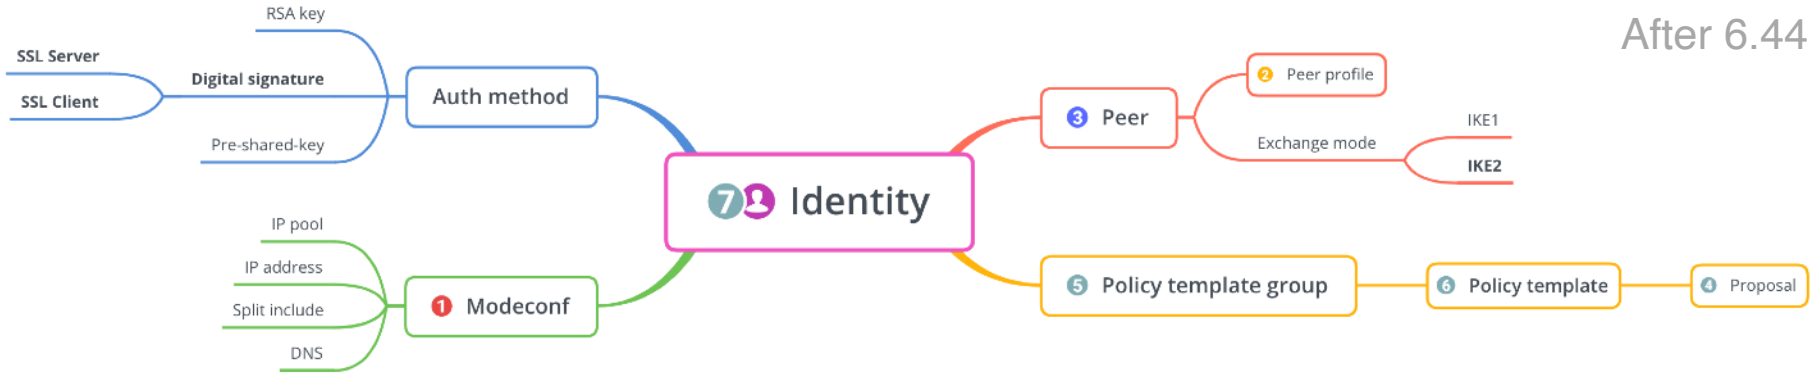 After 6.44
RSA key
SSL Server
Digital signature
SSL Client
Pre-shared-key
Auth method
IP pool
IP address
Split include
DNS
1 Modeconf
7 Identity
3 Peer
2 Peer profile
Exchange mode
IKE1
IKE2
5 Policy template group
6 Policy template
4 Proposal